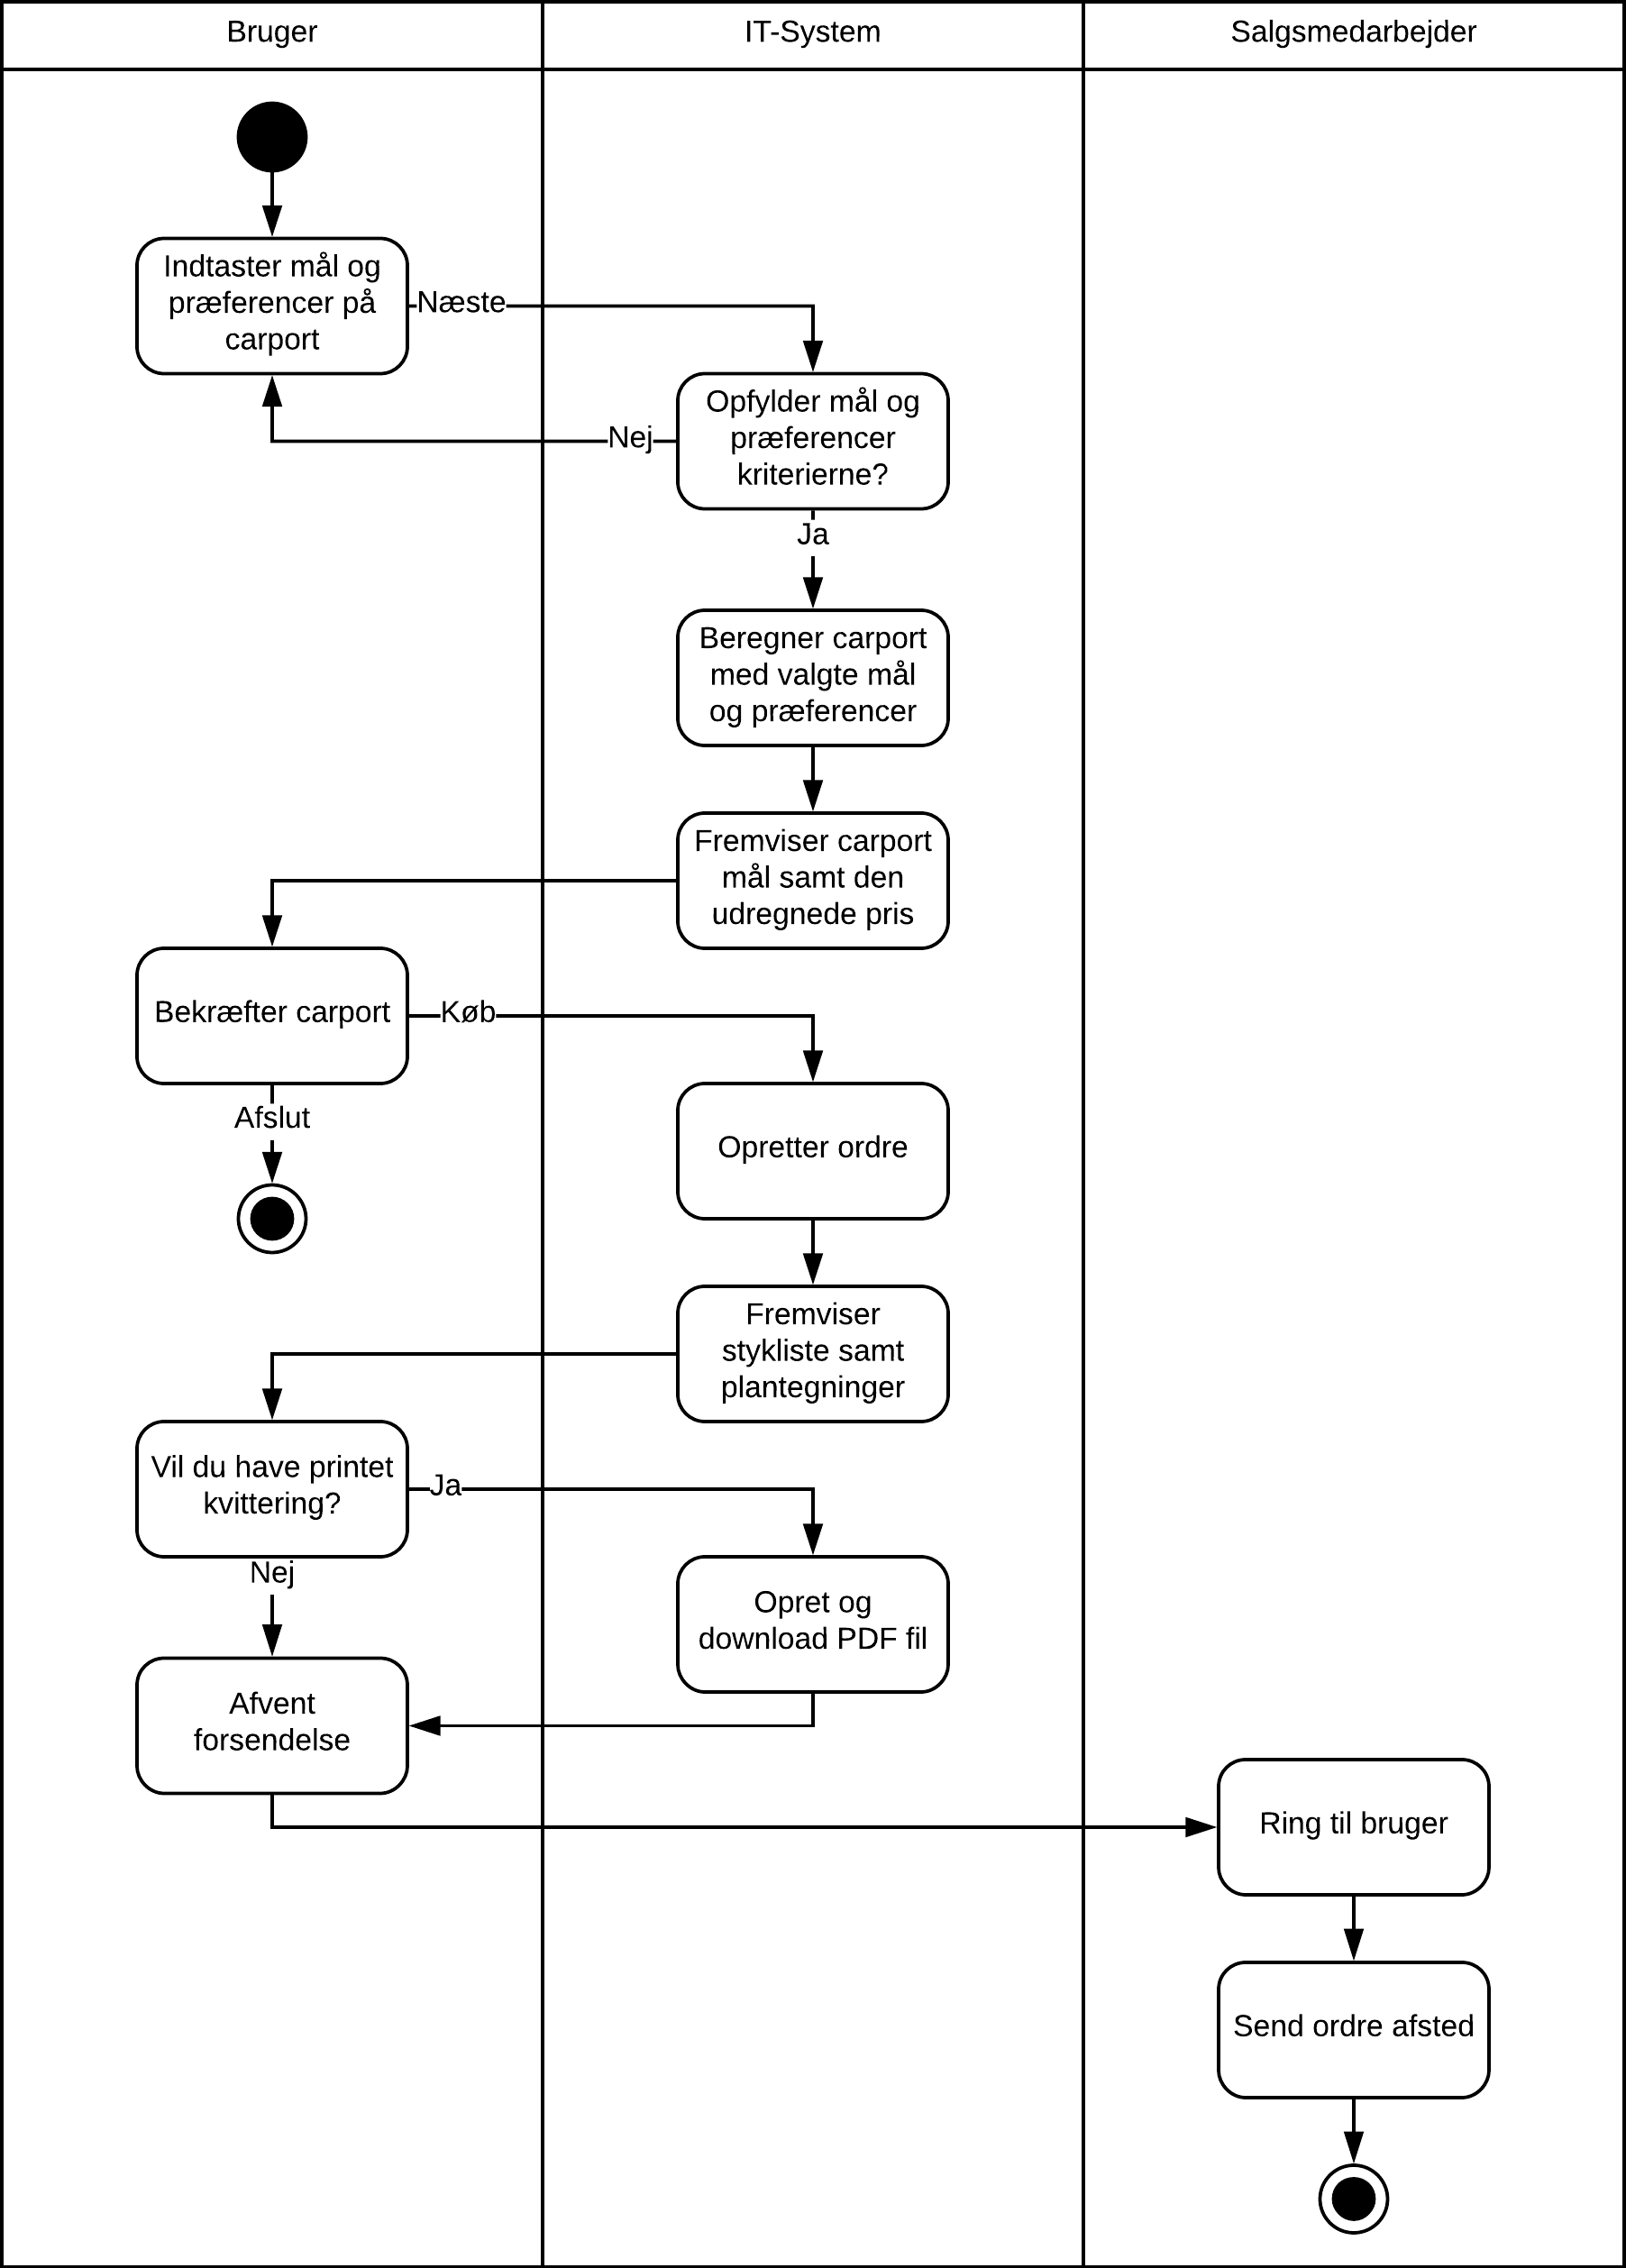 Bruger
IT-System
Salgsmedarbejder
Indtaster mål og
præferencer på
carport
Næste
Opfylder mål og
præferencer
kriterierne?
Nej
Ja
Beregner carport
med valgte mål
og præferencer
Fremviser carport
mål samt den
udregnede pris
Bekræfter carport
Køb
Afslut
Opretter ordre
Fremviser
stykliste samt
plantegninger
Vil du have printet
kvittering?
Ja
Nej
Opret og
download PDF fil
Afvent
forsendelse
Ring til bruger
Send ordre afsted